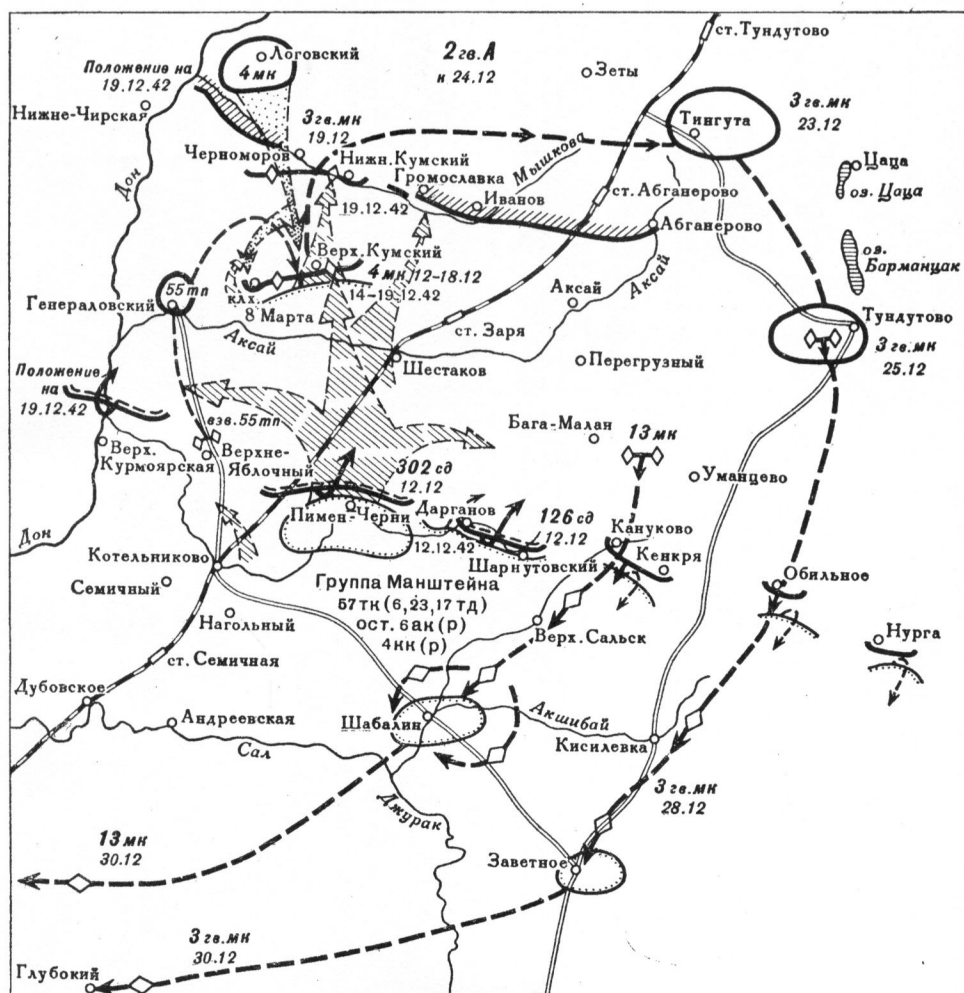 ст. Тундутово
Логовский
4 мк
2 гв. А
к 24.12
Зеты
Положение на
19.12.42
Нижне-Чирская
3 гв. мк
19.12
Тингута
3 гв. мк
23.12
Черноморов
Нижн. Кумский
Громославка
Мышкова
Цаца
оз. Цаца
Дон
Иванов
ст. Абганерово
19.12.42
Абганерово
Верх. Кумский
4 мк 12-18.12
оз.
Барманцак
55 тп
клх.
8 Марта
14-19.12.42
Аксай
Аксай
Генераловский
Тундутово
Аксай
ст. Заря
3 гв. мк
25.12
Шестаков
Перегрузный
Положение
на
19.12.42
взв. 55 тп
Бага-Малан
13 мк
Верх.
Курмоярская
Верхне-
Яблочный
302 сд
12.12
Уманцево
Пимен-Черни
Дарганов
126 сд
12.12
Дон
12.12.42
Шарнутовский
Кануково
Кенкря
Котельниково
Группа Манштейна
57 тк (6, 23, 17 тд)
ост. 6 ак (р)
4 кк (р)
Семичный
Обильное
Нагольный
Верх. Сальск
Нурга
ст. Семичная
Дубовское
Андреевская
Шабалин
Акшибай
Кисилевка
Сал
Джурак
3 гв. мк
28.12
13 мк
30.12
Заветное
3 гв. мк
30.12
Глубокий